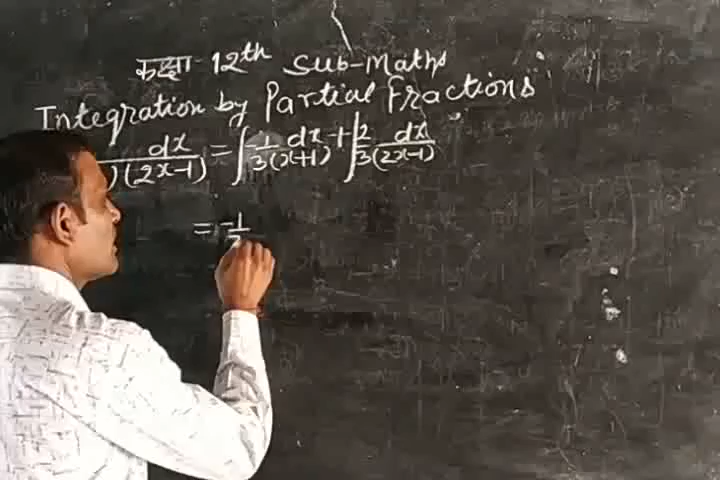 कक्षा - 12th Sub-Maths
Integration by Partial Fractions
dx/)(2x-1) = ∫-1/3 dx/(x+1) + ∫2/3 dx/(2x-1)
= -1/3